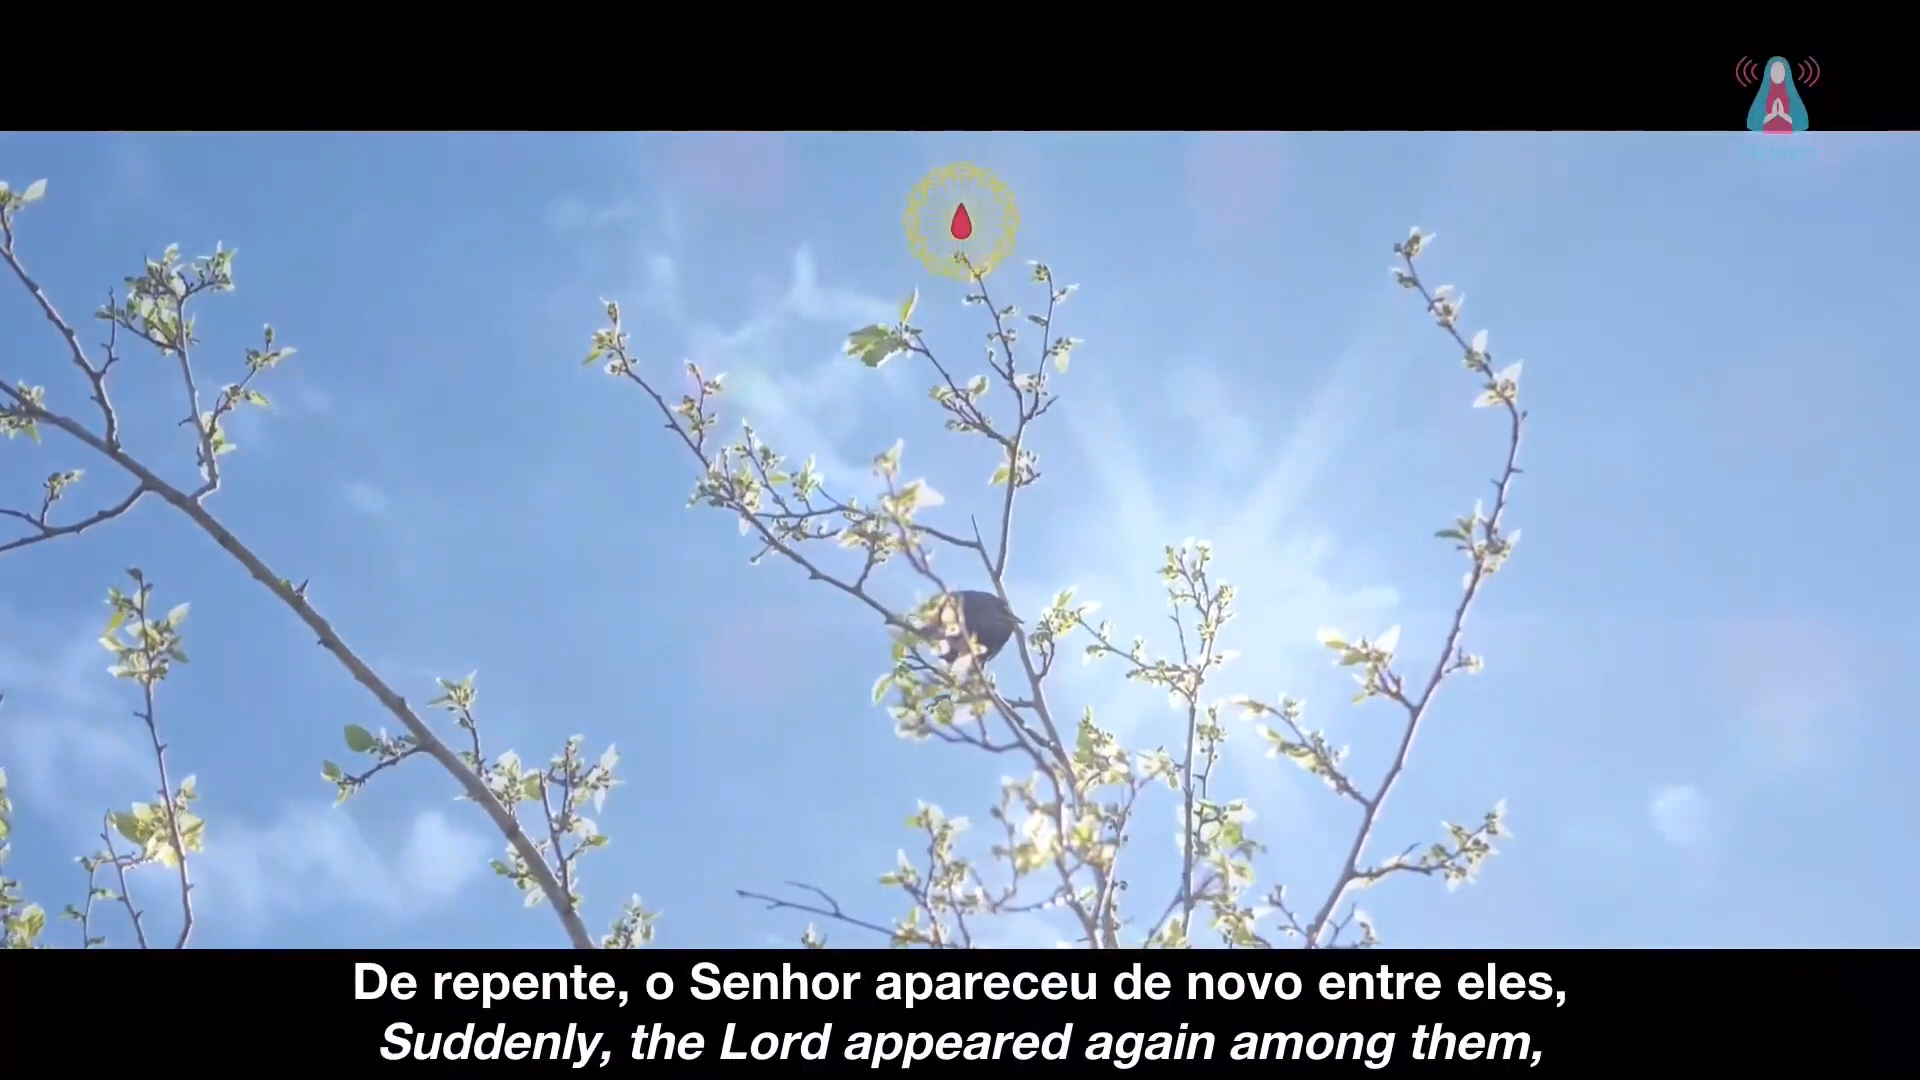 De repente, o Senhor apareceu de novo entre eles,
Suddenly, the Lord appeared again among them,